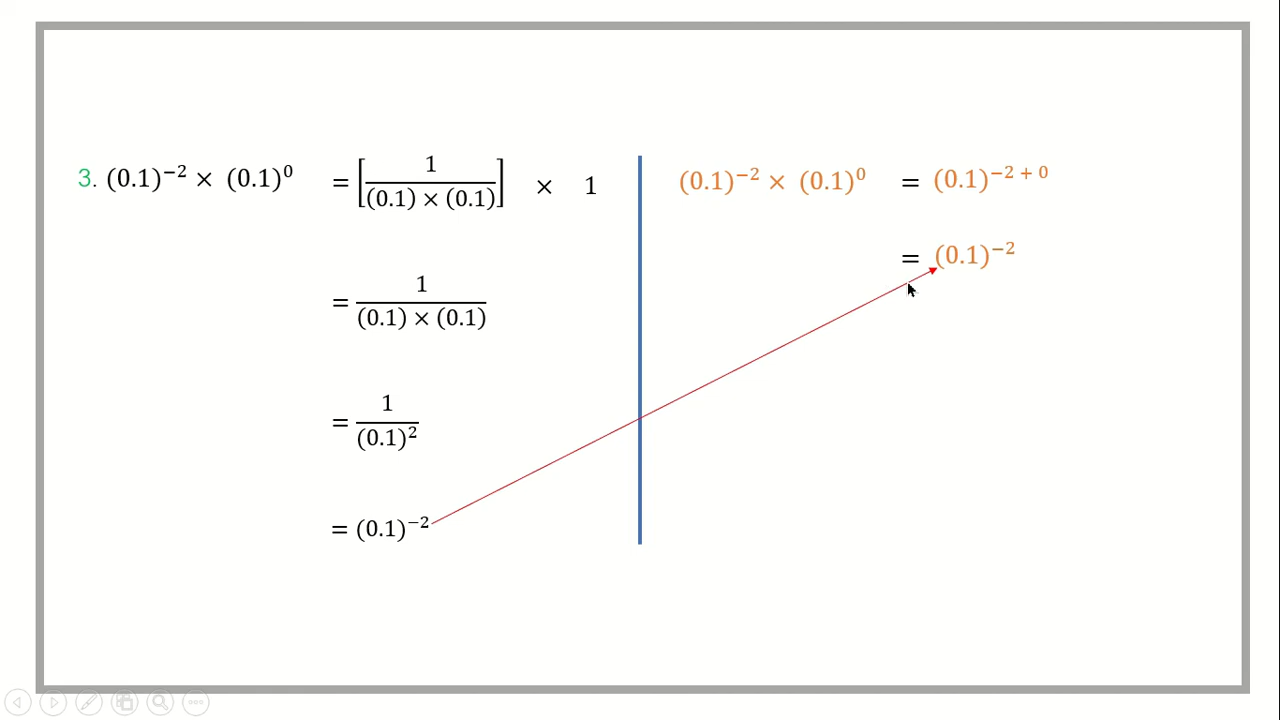 3. (0.1)⁻² × (0.1)⁰ = [1 / (0.1) × (0.1)] × 1
= 1 / (0.1) × (0.1)
= 1 / (0.1)²
= (0.1)⁻²
(0.1)⁻² × (0.1)⁰ = (0.1)⁻² ⁺ ⁰
= (0.1)⁻²